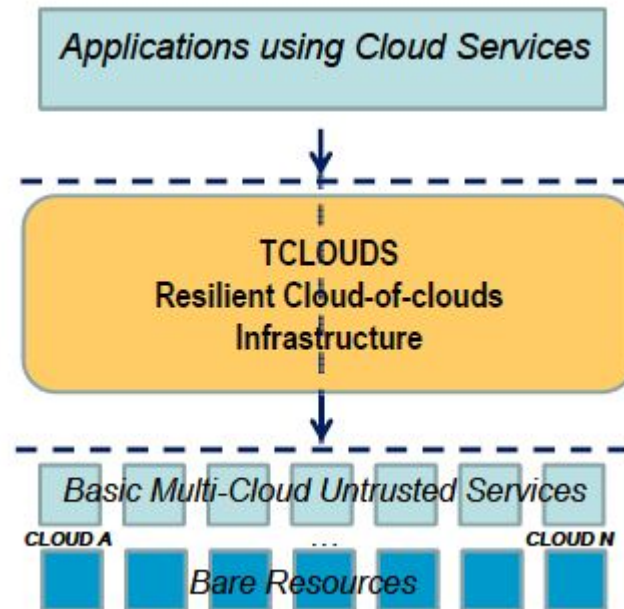 Applications using Cloud Services
TCLOUDS
Resilient Cloud-of-clouds
Infrastructure
Basic Multi-Cloud Untrusted Services
CLOUD A ... CLOUD N
Bare Resources